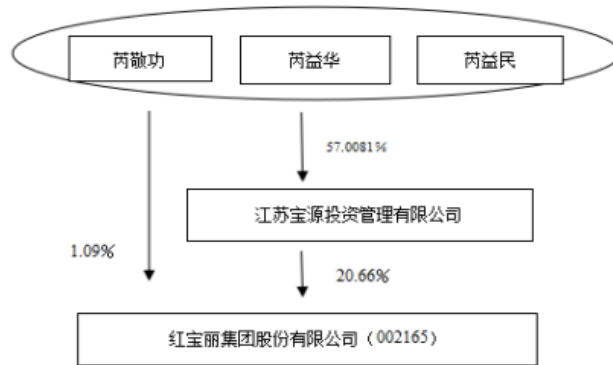 芮敬功
芮益华
芮益民
57.0081%
江苏宝源投资管理有限公司
1.09%
20.66%
红宝丽集团股份有限公司（002165）